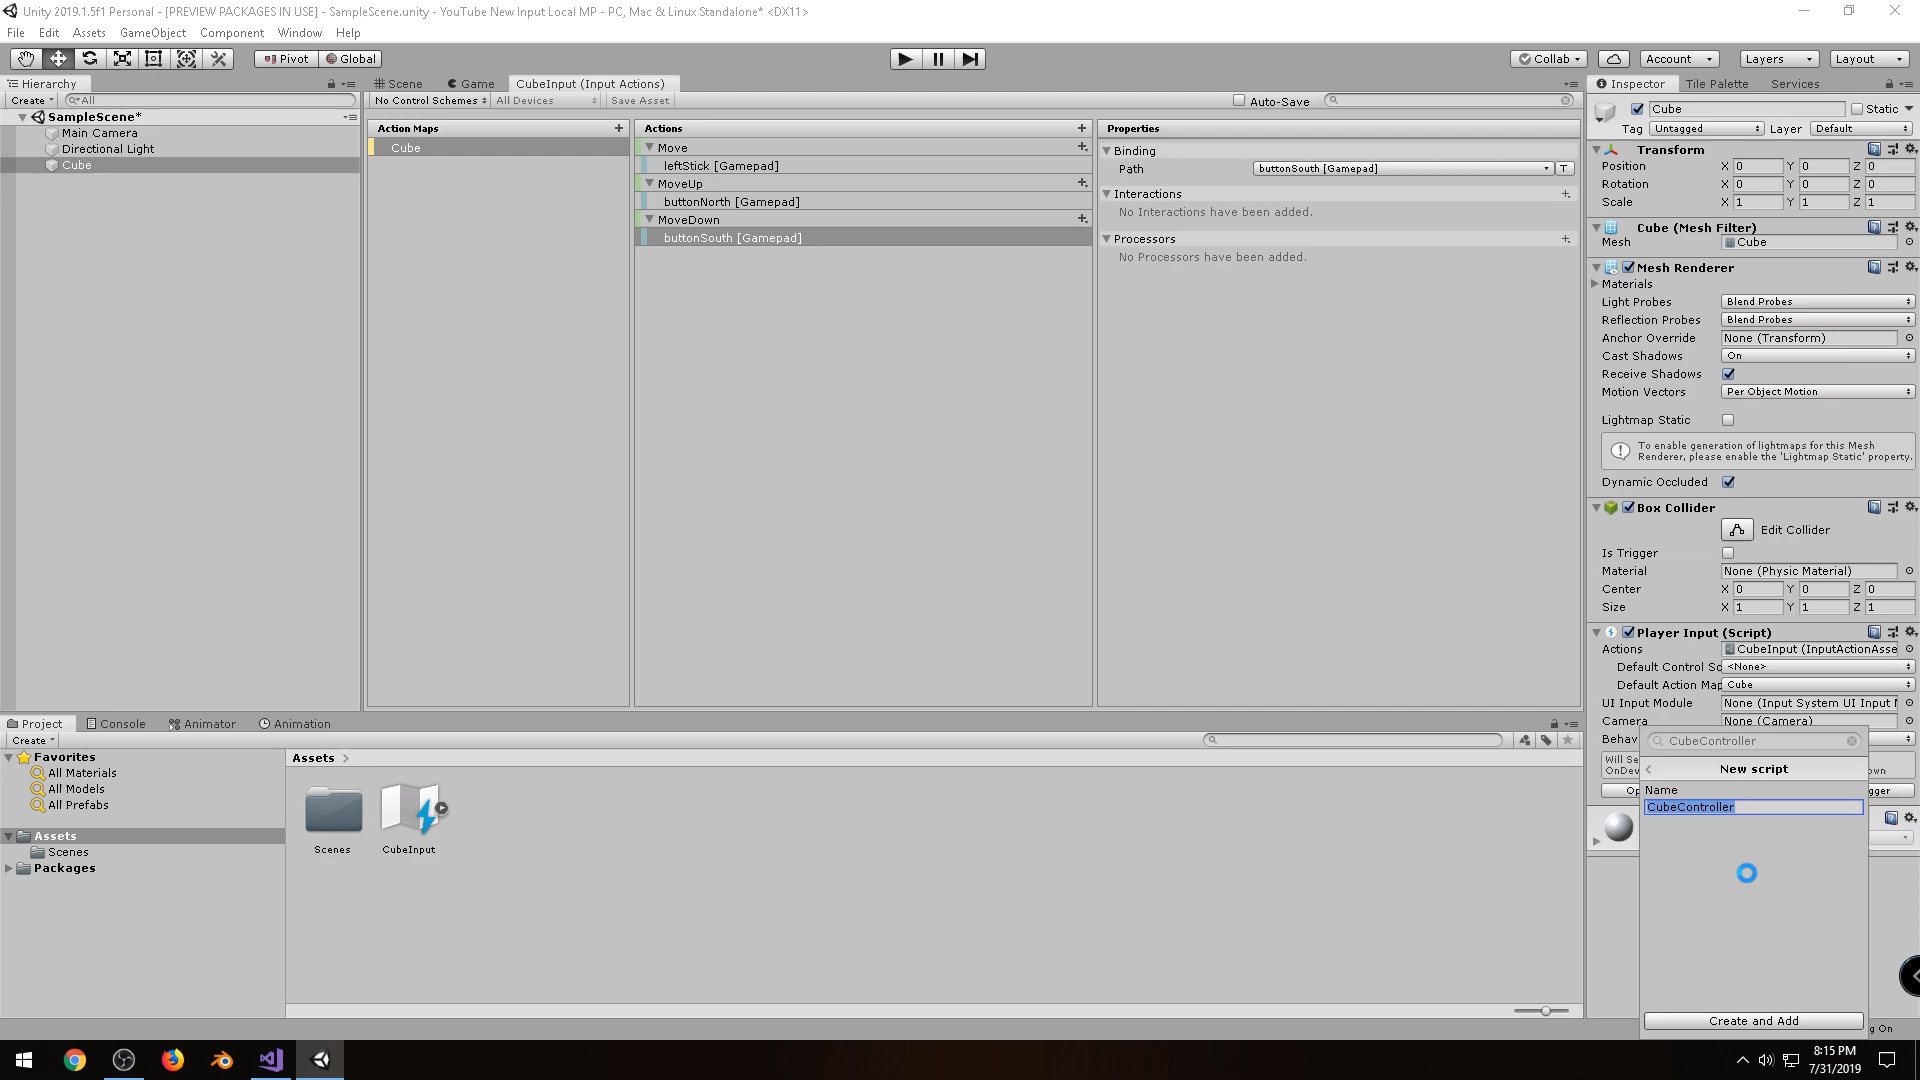 Unity 2019.1.5f1 Personal - [PREVIEW PACKAGES IN USE] - SampleScene.unity - YouTube New Input Local MP - PC, Mac & Linux Standalone* <DX11>
File Edit Assets GameObject Component Window Help
Pivot Global Collab Account Layers Layout
Hierarchy Scene Game CubeInput (Input Actions) Inspector Tile Palette Services
Create All No Control Schemes All Devices Save Asset Auto-Save
SampleScene*
Main Camera
Directional Light
Cube
Action Maps
Cube
Actions
Move
leftStick [Gamepad]
MoveUp
buttonNorth [Gamepad]
MoveDown
buttonSouth [Gamepad]
Properties
Binding
Path buttonSouth [Gamepad] T
Interactions
No Interactions have been added.
Processors
No Processors have been added.
Cube Static
Tag Untagged Layer Default
Transform
Position X 0 Y 0 Z 0
Rotation X 0 Y 0 Z 0
Scale X 1 Y 1 Z 1
Cube (Mesh Filter)
Mesh Cube
Mesh Renderer
Materials
Light Probes Blend Probes
Reflection Probes Blend Probes
Anchor Override None (Transform)
Cast Shadows On
Receive Shadows
Motion Vectors Per Object Motion
Lightmap Static
To enable generation of lightmaps for this Mesh
Renderer, please enable the 'Lightmap Static' property.
Dynamic Occluded
Box Collider
Edit Collider
Is Trigger
Material None (Physic Material)
Center X 0 Y 0 Z 0
Size X 1 Y 1 Z 1
Player Input (Script)
Actions CubeInput (InputActionAsse
Default Control Sc <None>
Default Action Map Cube
UI Input Module None (Input System UI Input M
Camera None (Camera)
Behav
Will Se
OnDev own
Op gger
CubeController
New script
Name
CubeController
Create and Add
g On
Project Console Animator Animation
Create
Favorites
All Materials
All Models
All Prefabs
Assets
Scenes
Packages
Assets
Scenes CubeInput
8:15 PM
7/31/2019